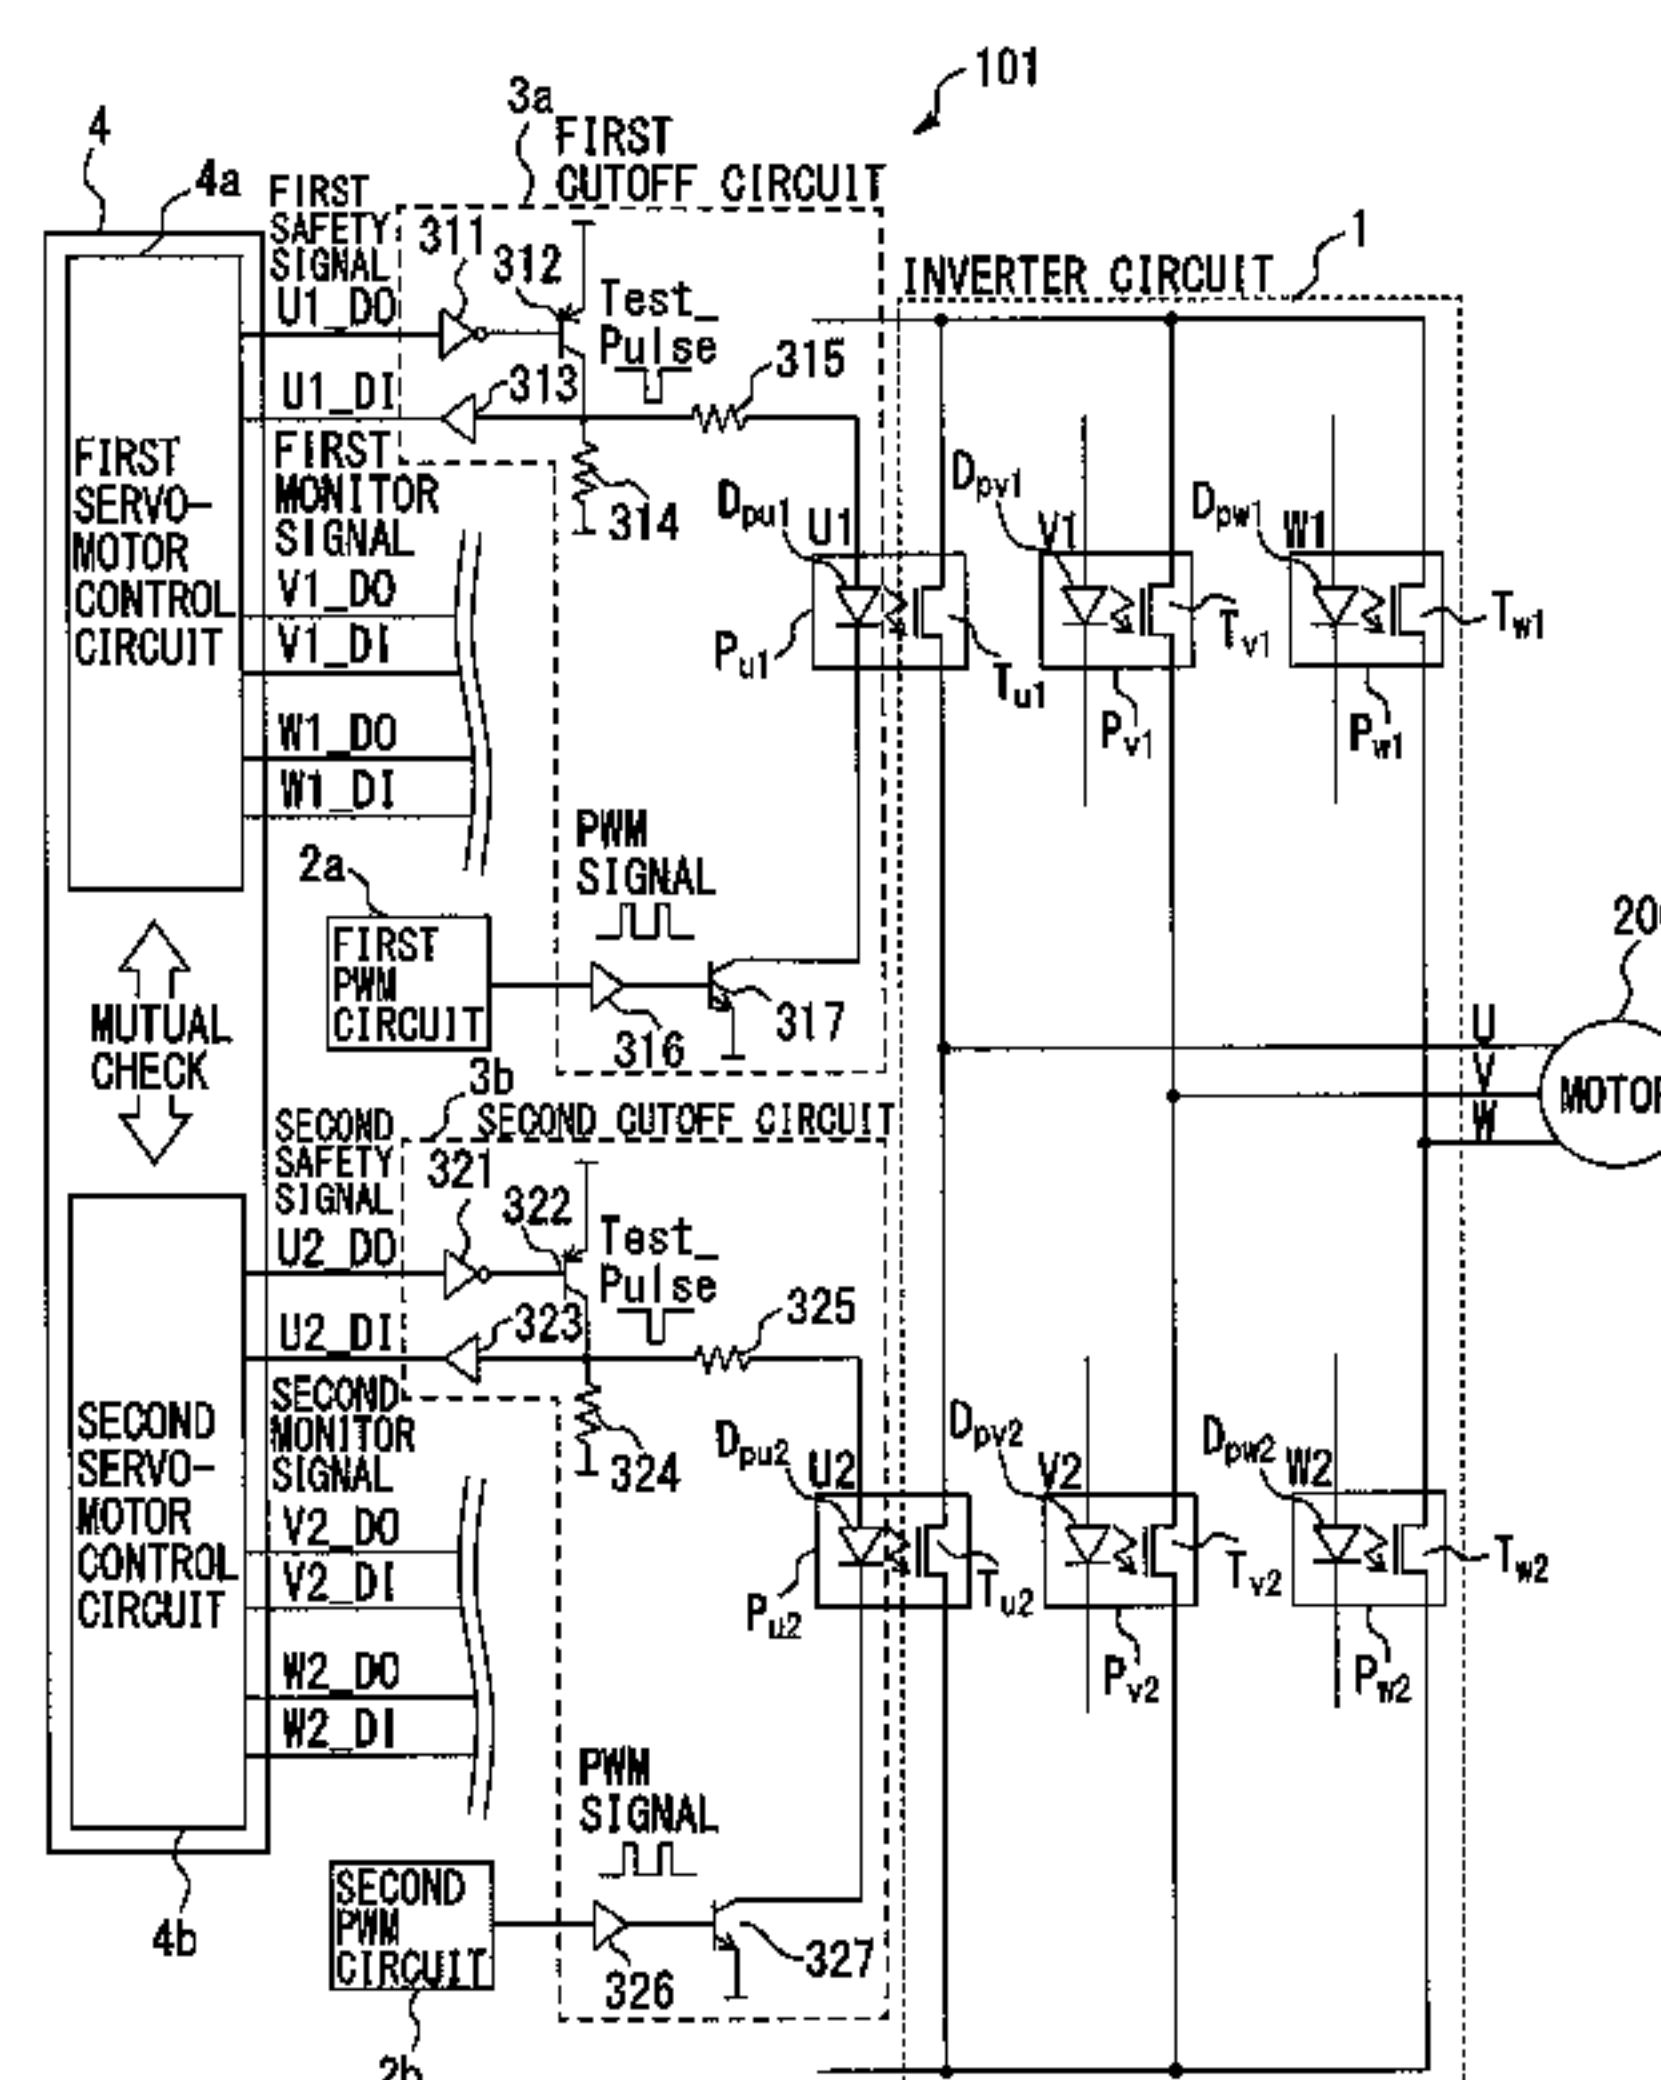 101
3a
FIRST
CUTOFF CIRCUIT
4
4a
FIRST
SAFETY
SIGNAL
U1_DO
311
312
Test_
Pulse
315
INVERTER CIRCUIT
1
U1_DI
313
FIRST
MONITOR
SIGNAL
314
FIRST
SERVO-
MOTOR
CONTROL
CIRCUIT
V1_DO
V1_DI
W1_DO
W1_DI
Dpu1
U1
Pu1
Tu1
Dpv1
V1
Tv1
Pv1
Dpw1
W1
Tw1
Pw1
PWM
SIGNAL
2a
FIRST
PWM
CIRCUIT
316
317
MUTUAL
CHECK
U
V
W
MOTOR
3b
SECOND CUTOFF CIRCUIT
SECOND
SAFETY
SIGNAL
U2_DO
321
322
Test_
Pulse
325
U2_DI
323
SECOND
MONITOR
SIGNAL
324
SECOND
SERVO-
MOTOR
CONTROL
CIRCUIT
V2_DO
V2_DI
W2_DO
W2_DI
Dpu2
U2
Pu2
Tu2
Dpv2
V2
Tv2
Pv2
Dpw2
W2
Tw2
Pw2
PWM
SIGNAL
4b
SECOND
PWM
CIRCUIT
326
327
2b